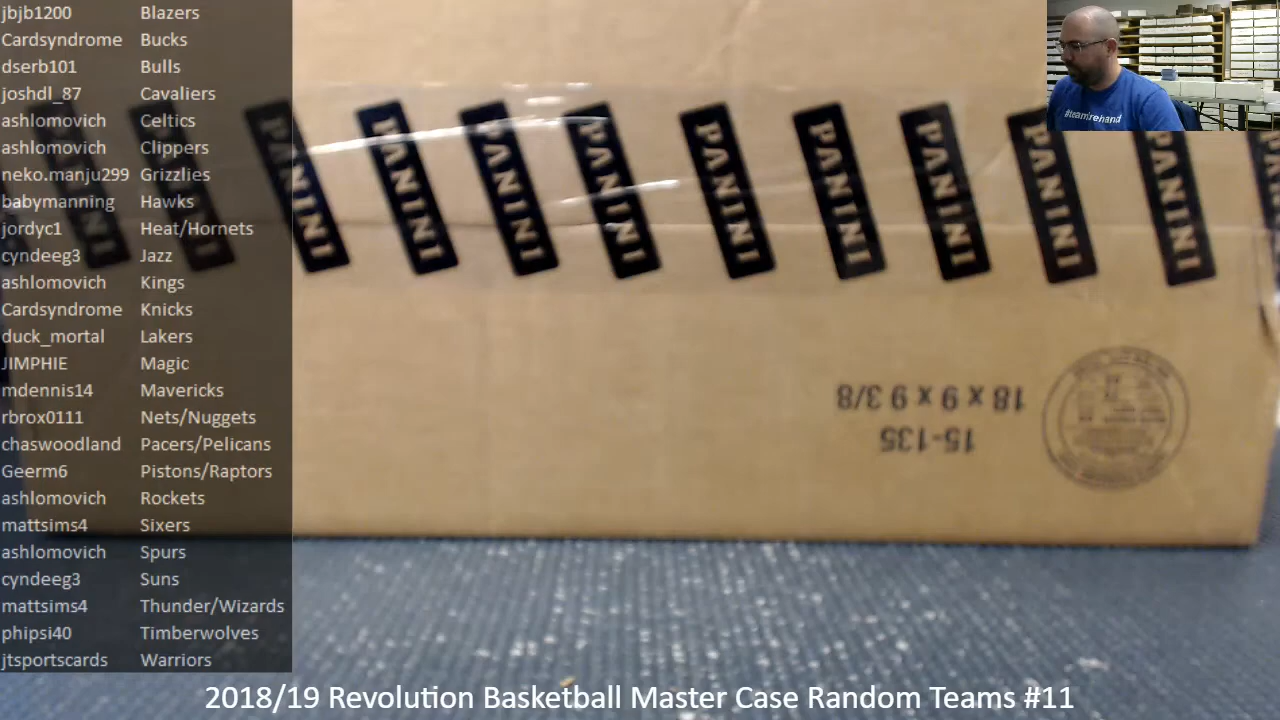 jbjb1200 Blazers
Cardsyndrome Bucks
dserb101 Bulls
joshdl_87 Cavaliers
ashlomovich Celtics
ashlomovich Clippers
neko.manju299 Grizzlies
babymanning Hawks
jordyc1 Heat/Hornets
cyndeeg3 Jazz
ashlomovich Kings
Cardsyndrome Knicks
duck_mortal Lakers
JIMPHIE Magic
mdennis14 Mavericks
rbrox0111 Nets/Nuggets
chaswoodland Pacers/Pelicans
Geerm6 Pistons/Raptors
ashlomovich Rockets
mattsims4 Sixers
ashlomovich Spurs
cyndeeg3 Suns
mattsims4 Thunder/Wizards
phipsi40 Timberwolves
jtsportscards Warriors
PANINI PANINI PANINI PANINI PANINI PANINI PANINI PANINI PANINI PANINI PANINI
#teamfirehand
15-135
18 x 9 x 9 3/8
2018/19 Revolution Basketball Master Case Random Teams #11